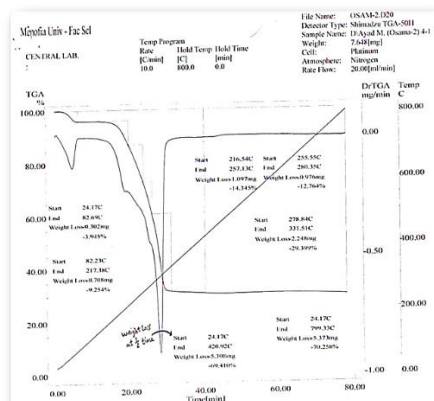 Menofia Univ - Fac Scl
CENTRAL LAB.
Temp Program
Rate Hold Temp Hold Time
[C/min] [C] [min]
10.0 800.0 0.0
File Name: OSAM-2.D20
Detector Type: Shimadzu TGA-50H
Sample Name: D/Ayad M. (Osama-2) 4-1
Weight: 7.648[mg]
Cell: Platinum
Atmosphere: Nitrogen
Rate Flow: 20.00[ml/min]
TGA
%
DrTGA
mg/min
Temp
C
100.00
80.00
60.00
40.00
20.00
0.00
0.00
-0.50
-1.00
800.00
600.00
400.00
200.00
0.00
Start 216.54C
End 257.13C
Weight Loss-1.097mg
-14.345%
Start 255.55C
End 280.35C
Weight Loss-0.976mg
-12.764%
Start 24.17C
End 82.69C
Weight Loss-0.302mg
-3.949%
Start 82.23C
End 217.38C
Weight Loss-0.708mg
-9.254%
Start 278.84C
End 331.51C
Weight Loss-2.248mg
-29.399%
Start 24.17C
End 420.92C
Weight Loss-5.308mg
-69.410%
Start 24.17C
End 799.33C
Weight Loss-5.373mg
-70.258%
weight loss
at ½ time
0.00 20.00 40.00 60.00 80.00
Time[min]